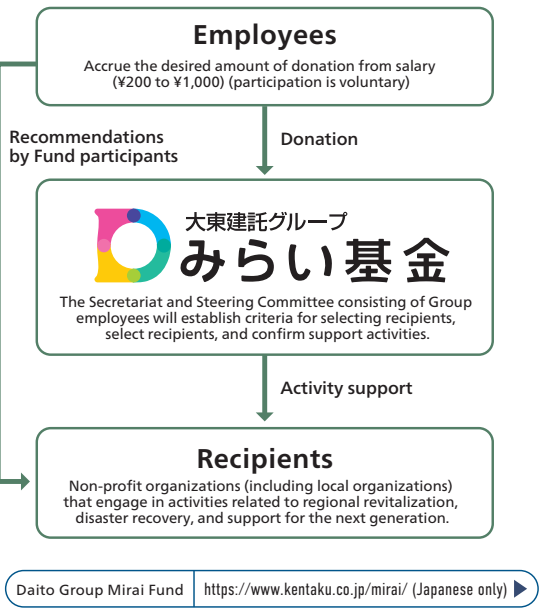 Employees
Accrue the desired amount of donation from salary
(¥200 to ¥1,000) (participation is voluntary)
Recommendations
by Fund participants
Donation
大東建託グループ
みらい基金
The Secretariat and Steering Committee consisting of Group
employees will establish criteria for selecting recipients,
select recipients, and confirm support activities.
Activity support
Recipients
Non-profit organizations (including local organizations)
that engage in activities related to regional revitalization,
disaster recovery, and support for the next generation.
Daito Group Mirai Fund
https://www.kentaku.co.jp/mirai/ (Japanese only)